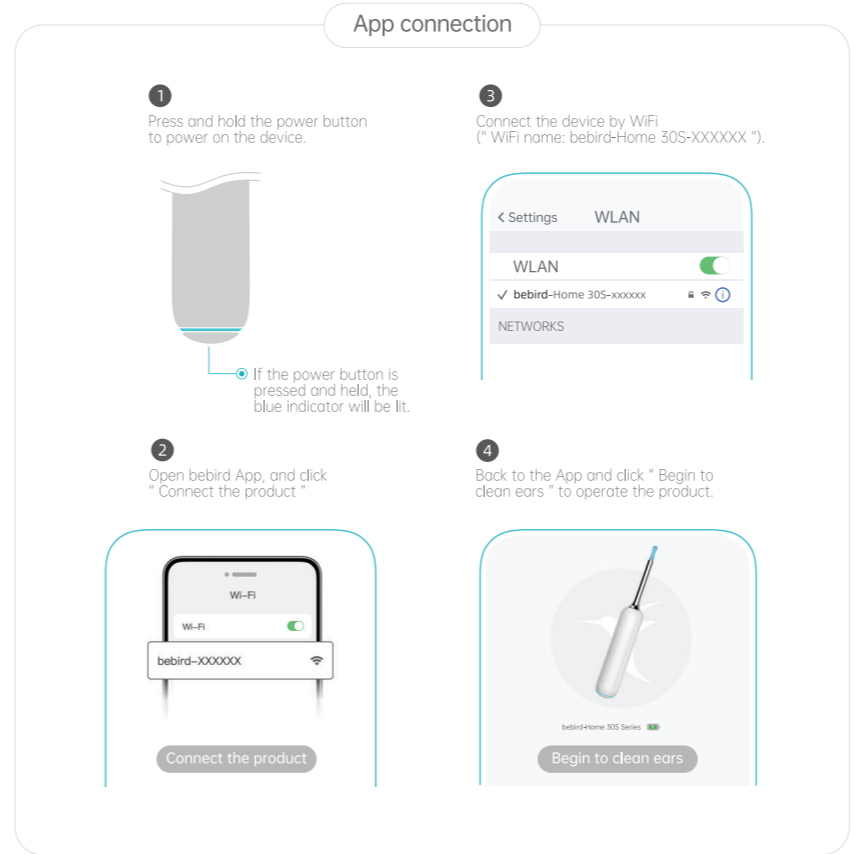 App connection
1
Press and hold the power button
to power on the device.
If the power button is
pressed and held, the
blue indicator will be lit.
2
Open bebird App, and click
" Connect the product "
Wi-Fi
Wi-Fi
bebird-XXXXXX
Connect the product
3
Connect the device by WiFi
(" WiFi name: bebird-Home 30S-XXXXXX ").
< Settings WLAN
WLAN
✓ bebird-Home 30S-xxxxxx
NETWORKS
4
Back to the App and click " Begin to
clean ears " to operate the product.
bebird-Home 30S Series
Begin to clean ears